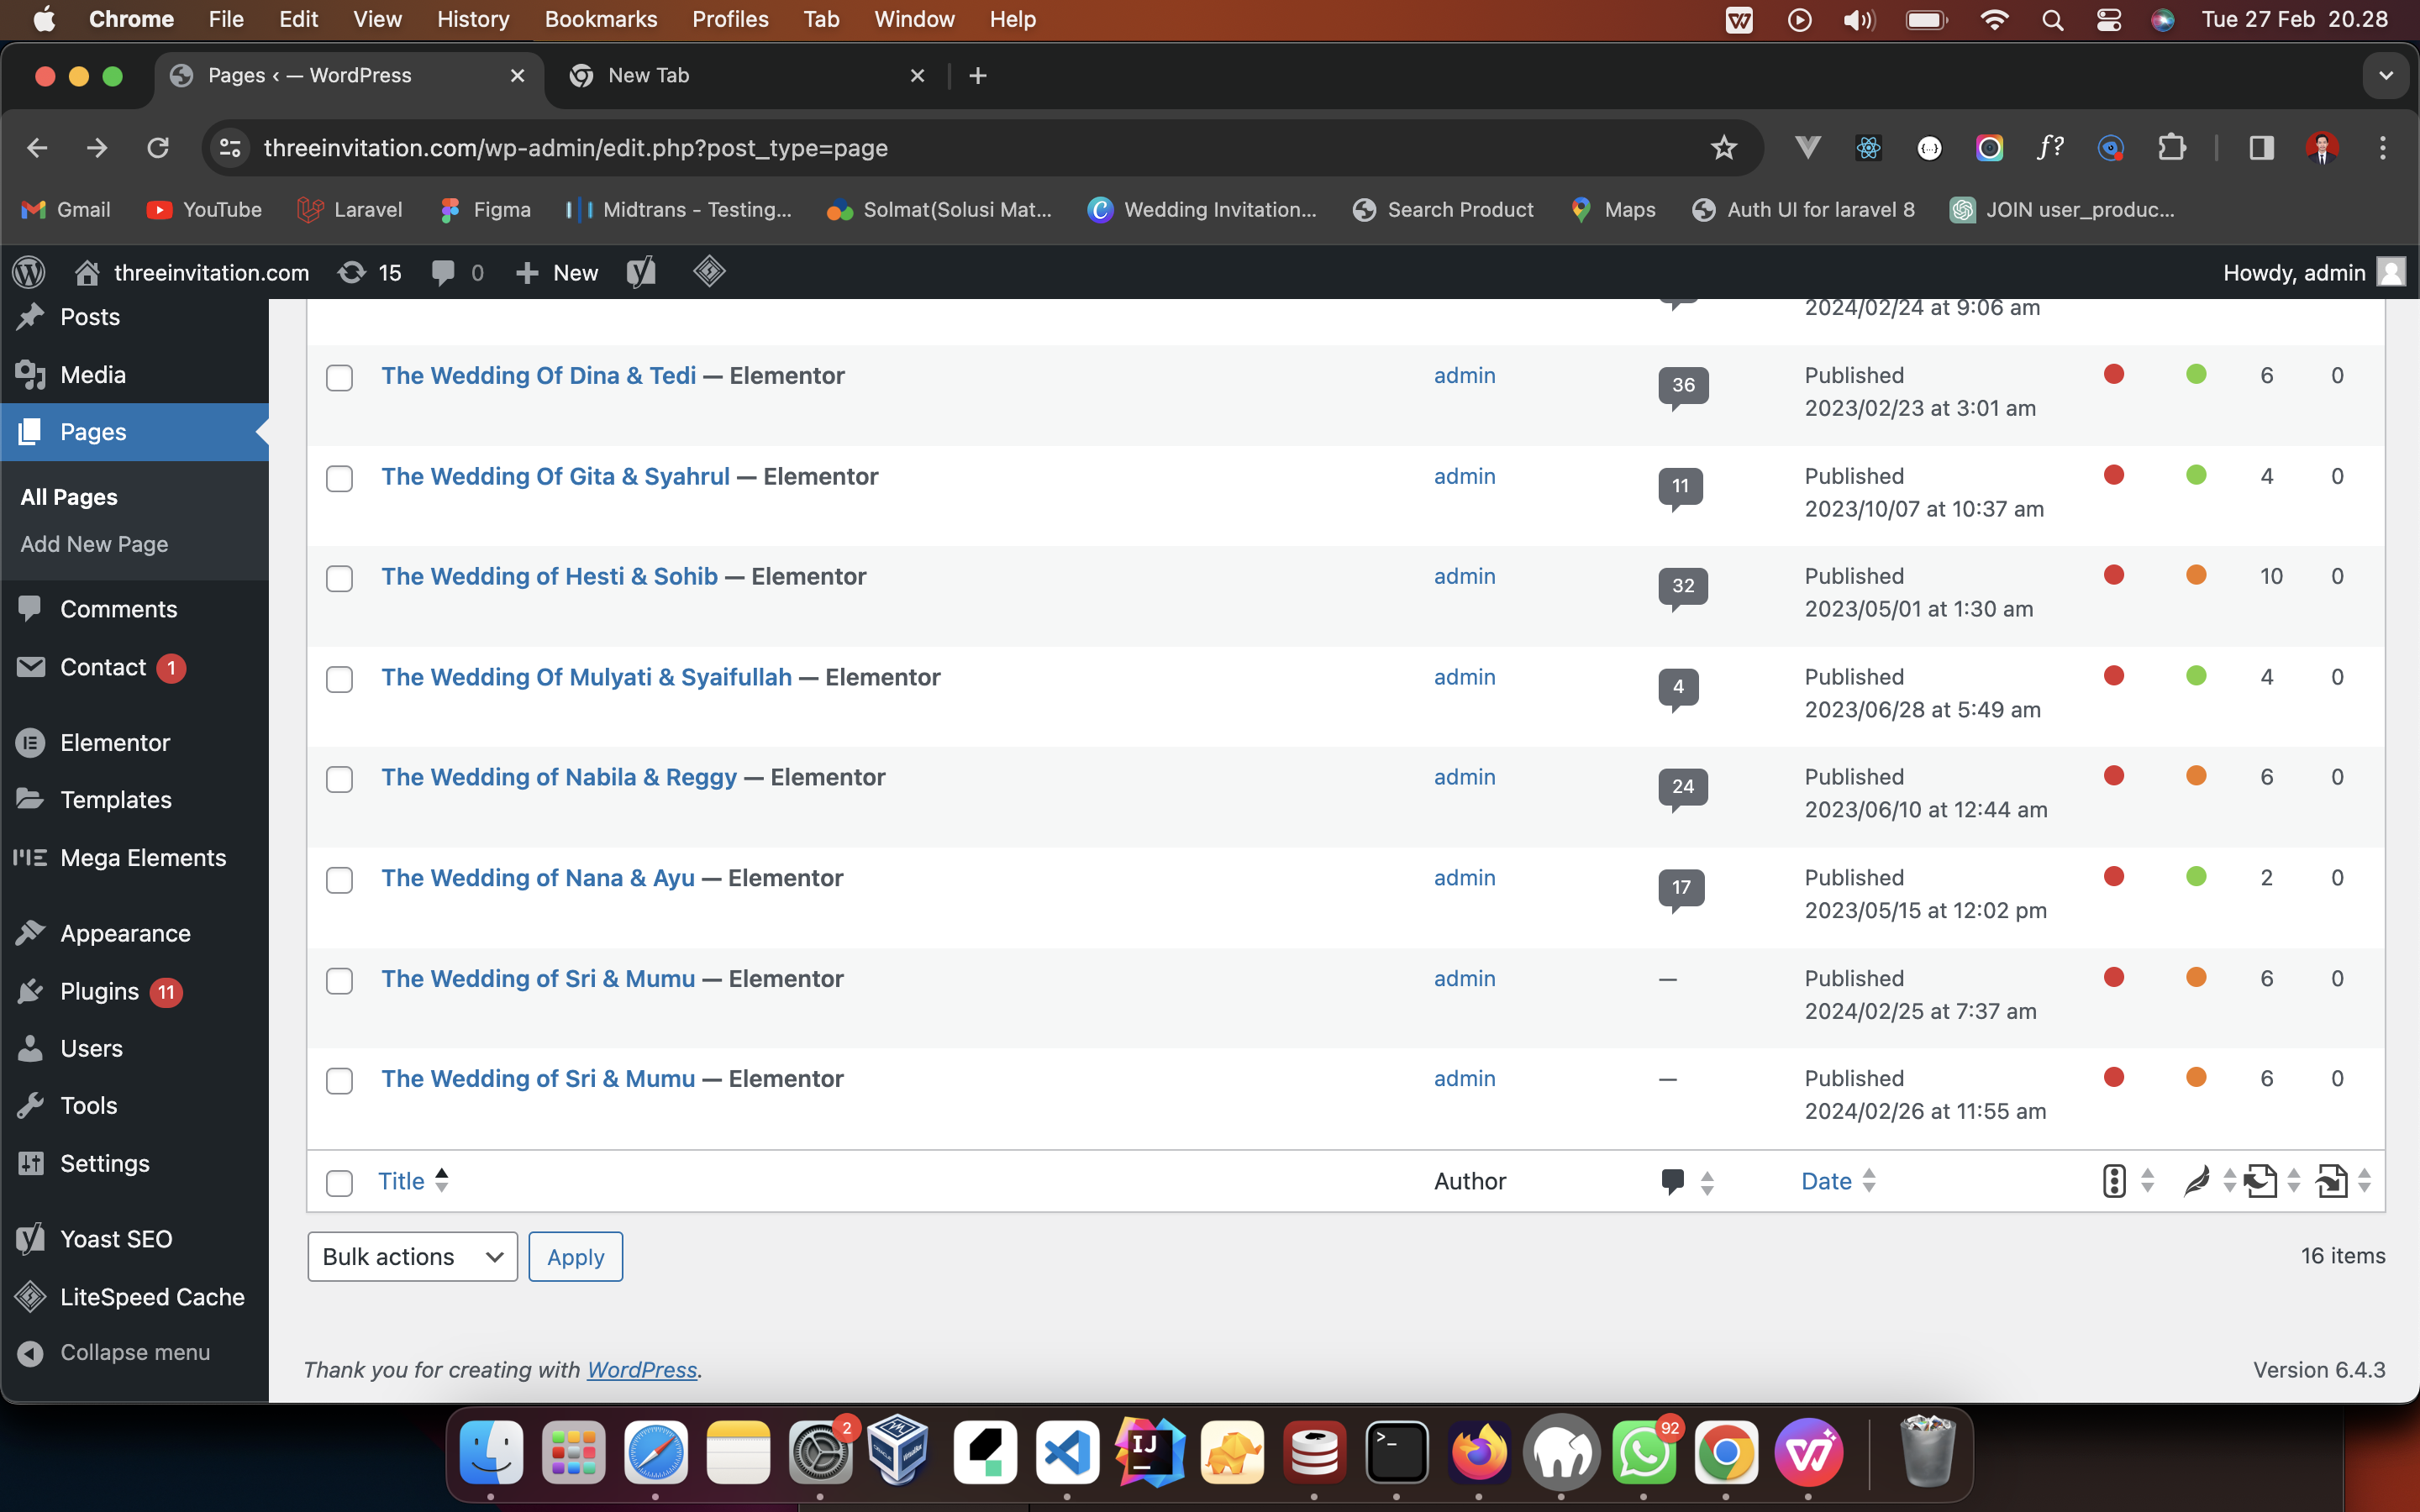 Chrome File Edit View History Bookmarks Profiles Tab Window Help Tue 27 Feb 20.28
Pages ‹ — WordPress New Tab
threeinvitation.com/wp-admin/edit.php?post_type=page f?
Gmail YouTube Laravel Figma Midtrans - Testing... Solmat(Solusi Mat... Wedding Invitation... Search Product Maps Auth UI for laravel 8 JOIN user_produc...
threeinvitation.com 15 0 New Howdy, admin
Posts
Media
Pages
All Pages
Add New Page
Comments
Contact 1
Elementor
Templates
Mega Elements
Appearance
Plugins 11
Users
Tools
Settings
Yoast SEO
LiteSpeed Cache
Collapse menu
2024/02/24 at 9:06 am
The Wedding Of Dina & Tedi — Elementor admin 36 Published 6 0
2023/02/23 at 3:01 am
The Wedding Of Gita & Syahrul — Elementor admin 11 Published 4 0
2023/10/07 at 10:37 am
The Wedding of Hesti & Sohib — Elementor admin 32 Published 10 0
2023/05/01 at 1:30 am
The Wedding Of Mulyati & Syaifullah — Elementor admin 4 Published 4 0
2023/06/28 at 5:49 am
The Wedding of Nabila & Reggy — Elementor admin 24 Published 6 0
2023/06/10 at 12:44 am
The Wedding of Nana & Ayu — Elementor admin 17 Published 2 0
2023/05/15 at 12:02 pm
The Wedding of Sri & Mumu — Elementor admin — Published 6 0
2024/02/25 at 7:37 am
The Wedding of Sri & Mumu — Elementor admin — Published 6 0
2024/02/26 at 11:55 am
Title Author Date
Bulk actions Apply 16 items
Thank you for creating with WordPress. Version 6.4.3
2 IJ 92